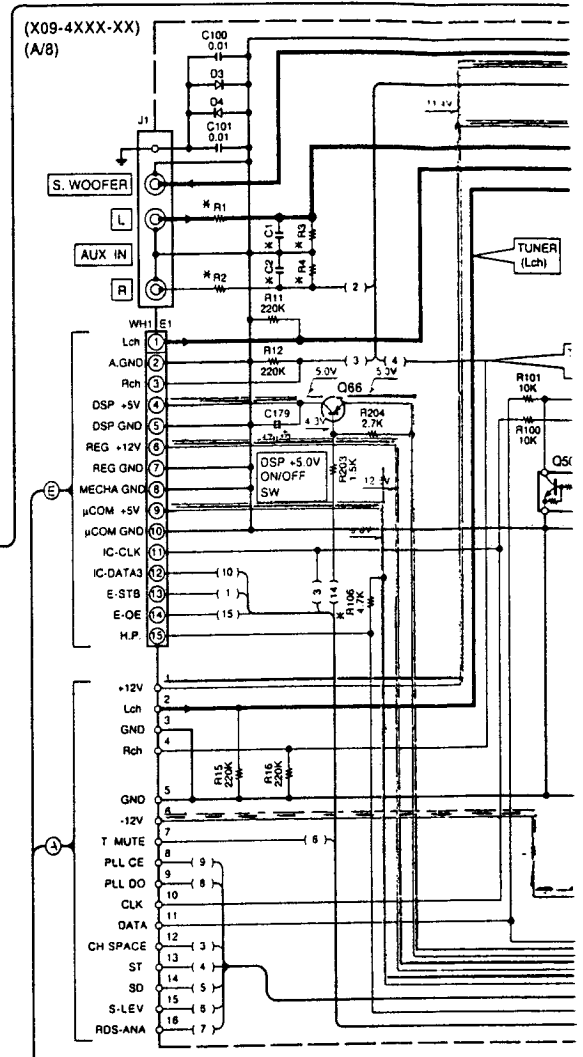 (X09-4XXX-XX)
(A/8)
C100
0.01
D3
D4
C101
0.01
J1
11.4V
S. WOOFER
L
* R1
* C1
* R3
AUX IN
* C2
* R4
TUNER
(Lch)
R
* R2
( 2 )
R11
220K
WH1 E1
Lch 1
A.GND 2
R12
220K
( 3 )
( 4 )
Rch 3
5.0V
5.0V
R101
10K
DSP +5V 4
Q66
R204
2.7K
R100
10K
DSP GND 5
C179
4.3V
REG +12V 6
DSP +5.0V
ON/OFF
SW
R203
1.5K
REG GND 7
MECHA GND 8
E
µCOM +5V 9
µCOM GND 10
IC-CLK 11
IC-DATA3 12
( 10 )
E-STB 13
( 1 )
( 3 )
( 14 )
* R106
4.7K
E-OE 14
( 15 )
H.P. 15
+12V 1
Lch 2
GND 3
Rch 4
R15
220K
R16
220K
GND 5
-12V 6
T MUTE 7
( 6 )
A
PLL CE 8
( 9 )
PLL DO 9
( 8 )
CLK 10
DATA 11
CH SPACE 12
( 3 )
ST 13
( 4 )
SD 14
( 5 )
S-LEV 15
( 6 )
RDS-ANA 16
( 7 )